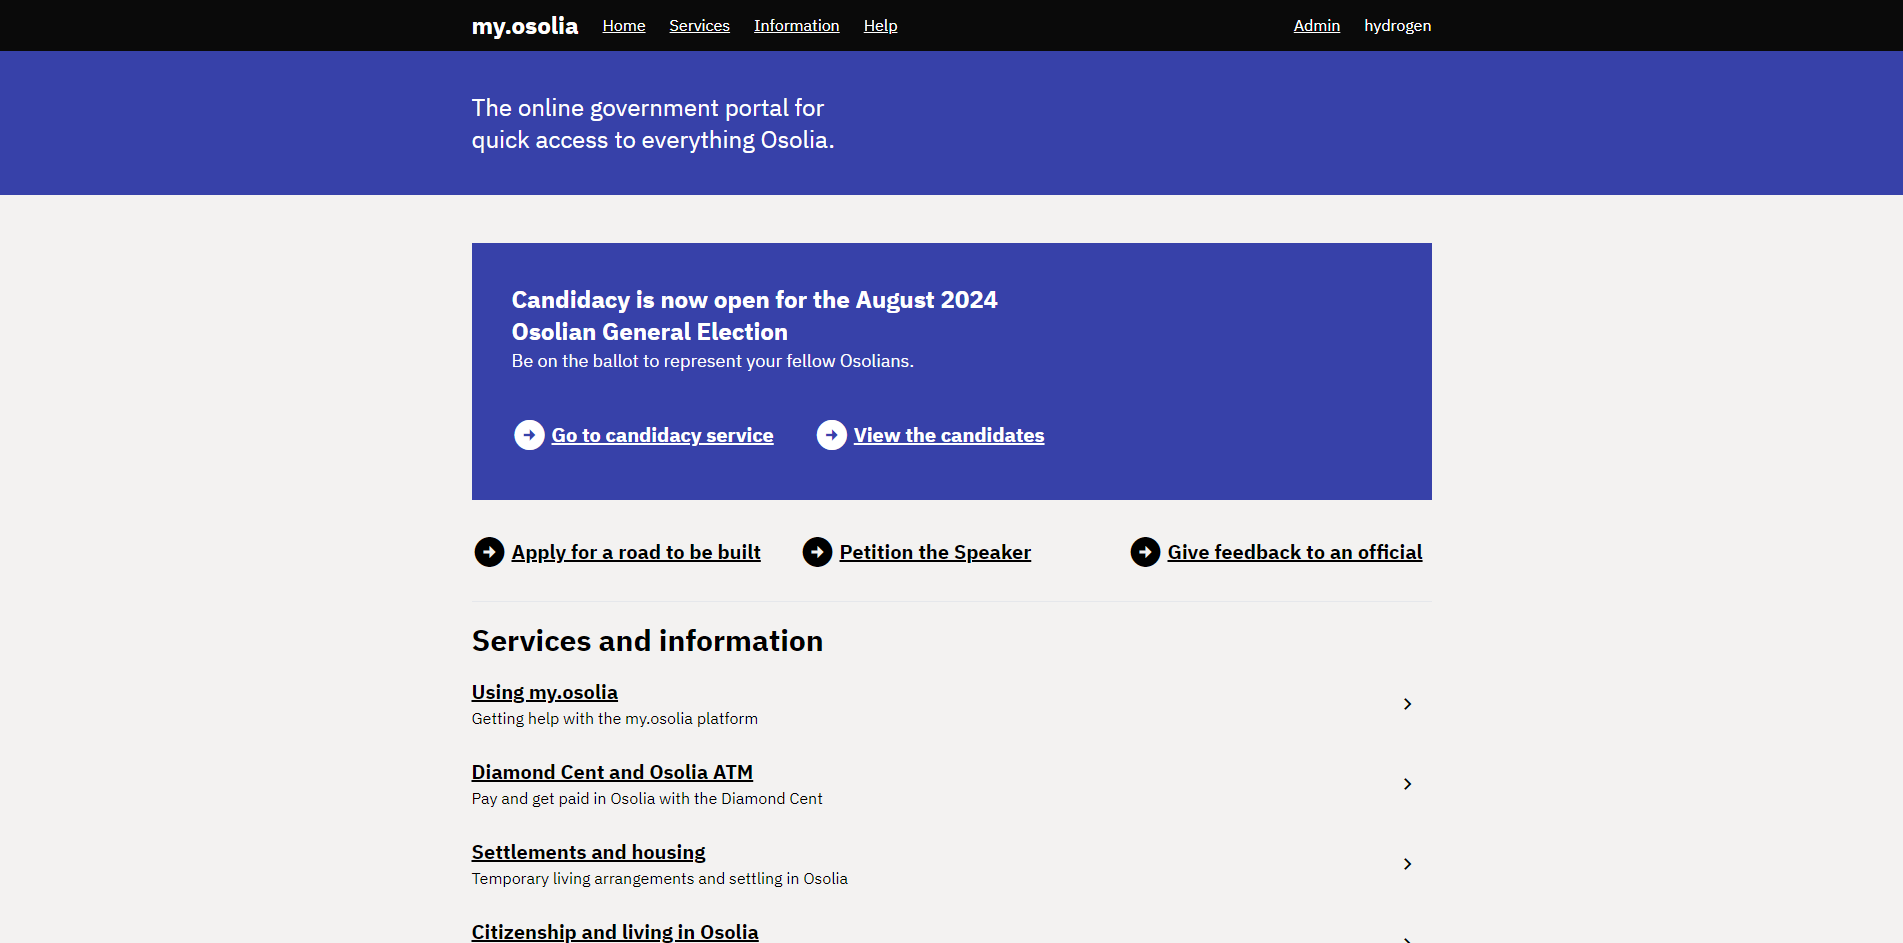 my.osolia Home Services Information Help Admin hydrogen
The online government portal for
quick access to everything Osolia.
Candidacy is now open for the August 2024
Osolian General Election
Be on the ballot to represent your fellow Osolians.
Go to candidacy service View the candidates
Apply for a road to be built Petition the Speaker Give feedback to an official
Services and information
Using my.osolia
Getting help with the my.osolia platform
Diamond Cent and Osolia ATM
Pay and get paid in Osolia with the Diamond Cent
Settlements and housing
Temporary living arrangements and settling in Osolia
Citizenship and living in Osolia